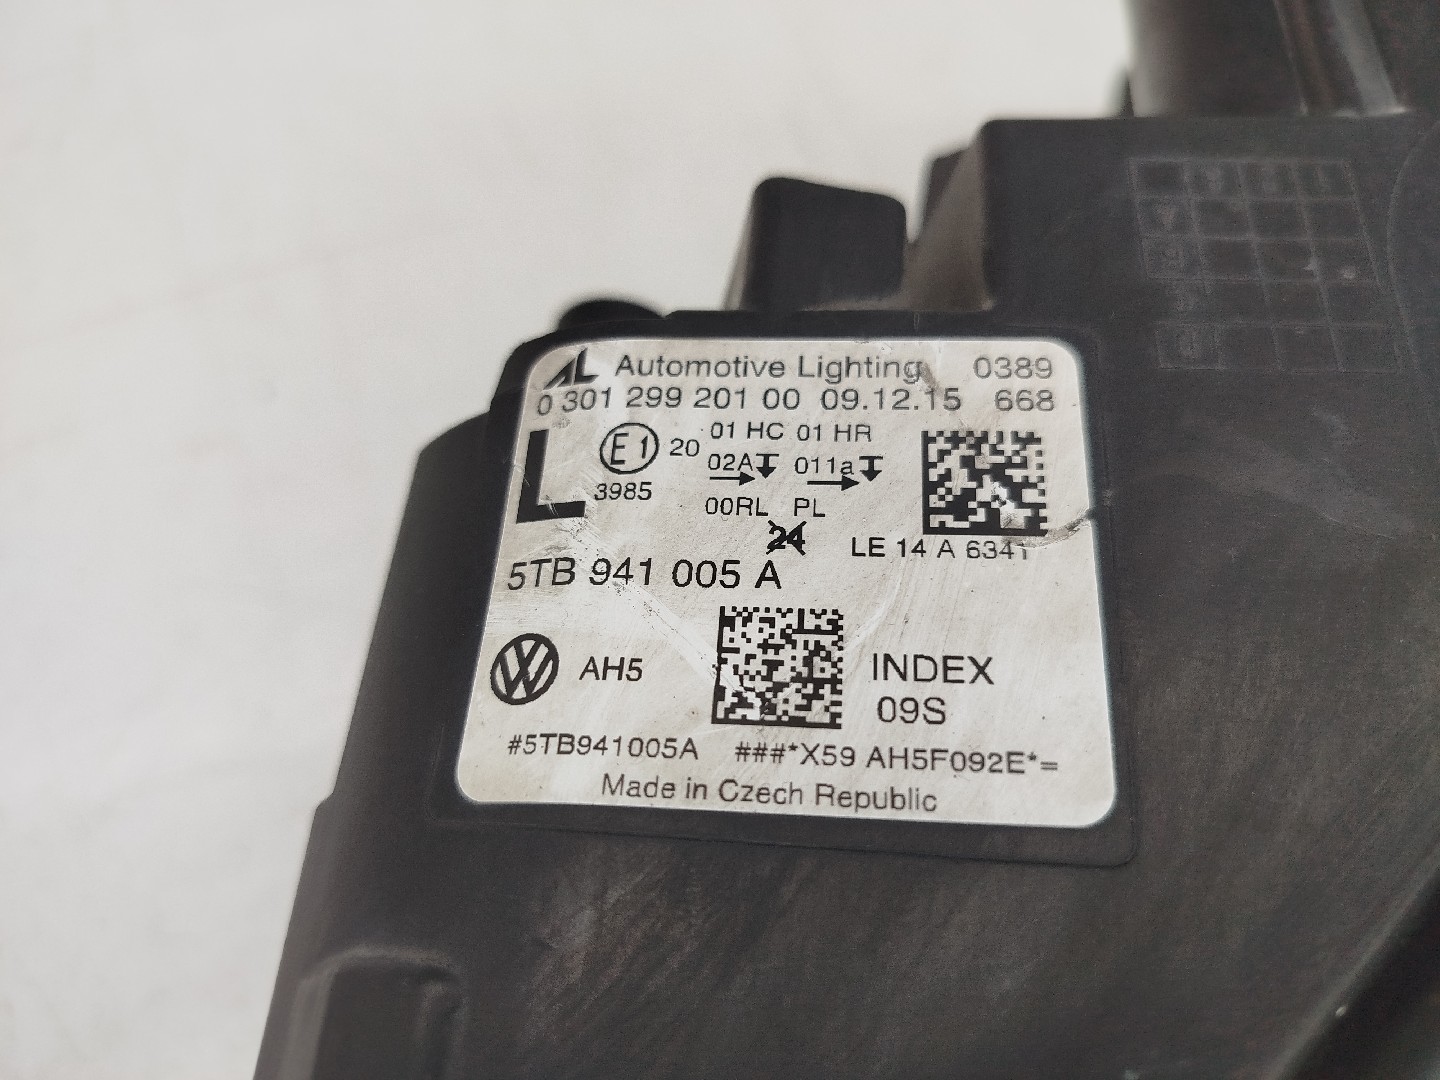 AL Automotive Lighting 0389
0 301 299 201 00 09.12.15 668
L E1 20 01 HC 01 HR
02A 011a
3985
00RL PL
24
LE 14 A 6341
5TB 941 005 A
VW AH5 INDEX
09S
#5TB941005A ###*X59 AH5F092E*=
Made in Czech Republic